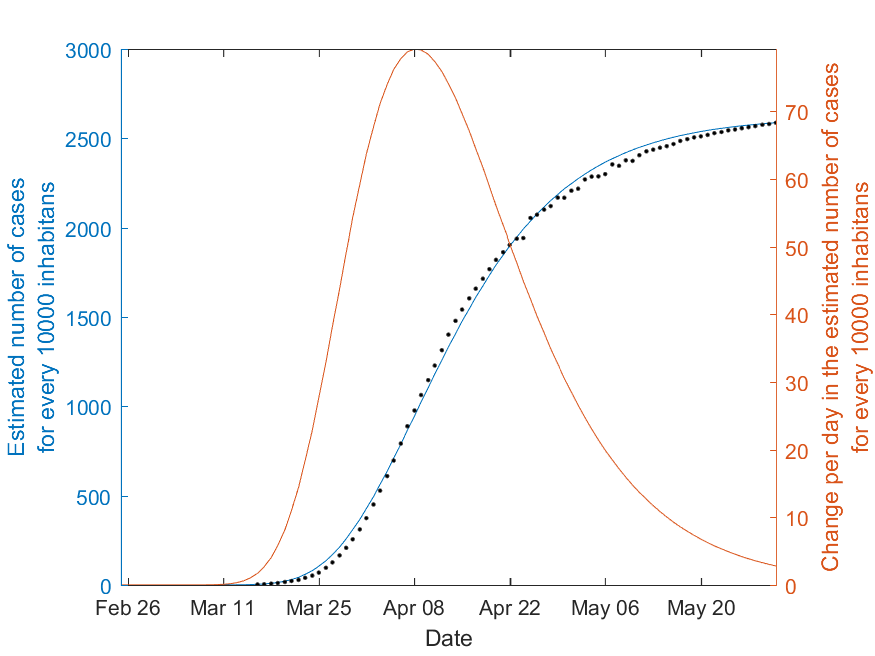 3000
2500
2000
1500
1000
500
0
Estimated number of cases
for every 10000 inhabitans
70
60
50
40
30
20
10
0
Change per day in the estimated number of cases
for every 10000 inhabitans
Feb 26 Mar 11 Mar 25 Apr 08 Apr 22 May 06 May 20
Date